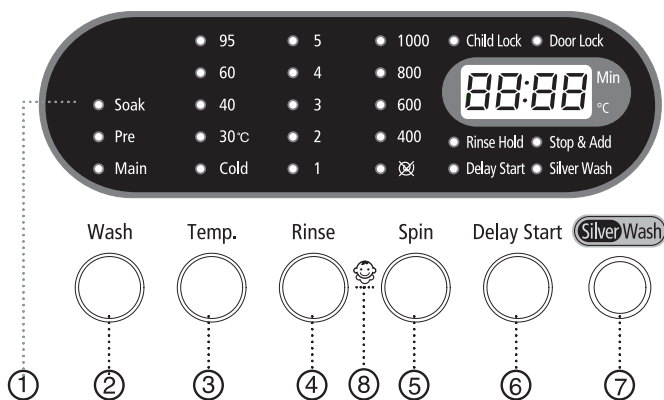 95 5 1000 Child Lock Door Lock
60 4 800 88:88 Min
Soak 40 3 600 °C
Pre 30°C 2 400 Rinse Hold Stop & Add
Main Cold 1 Delay Start Silver Wash
Wash Temp. Rinse Spin Delay Start Silver Wash
1 2 3 4 8 5 6 7